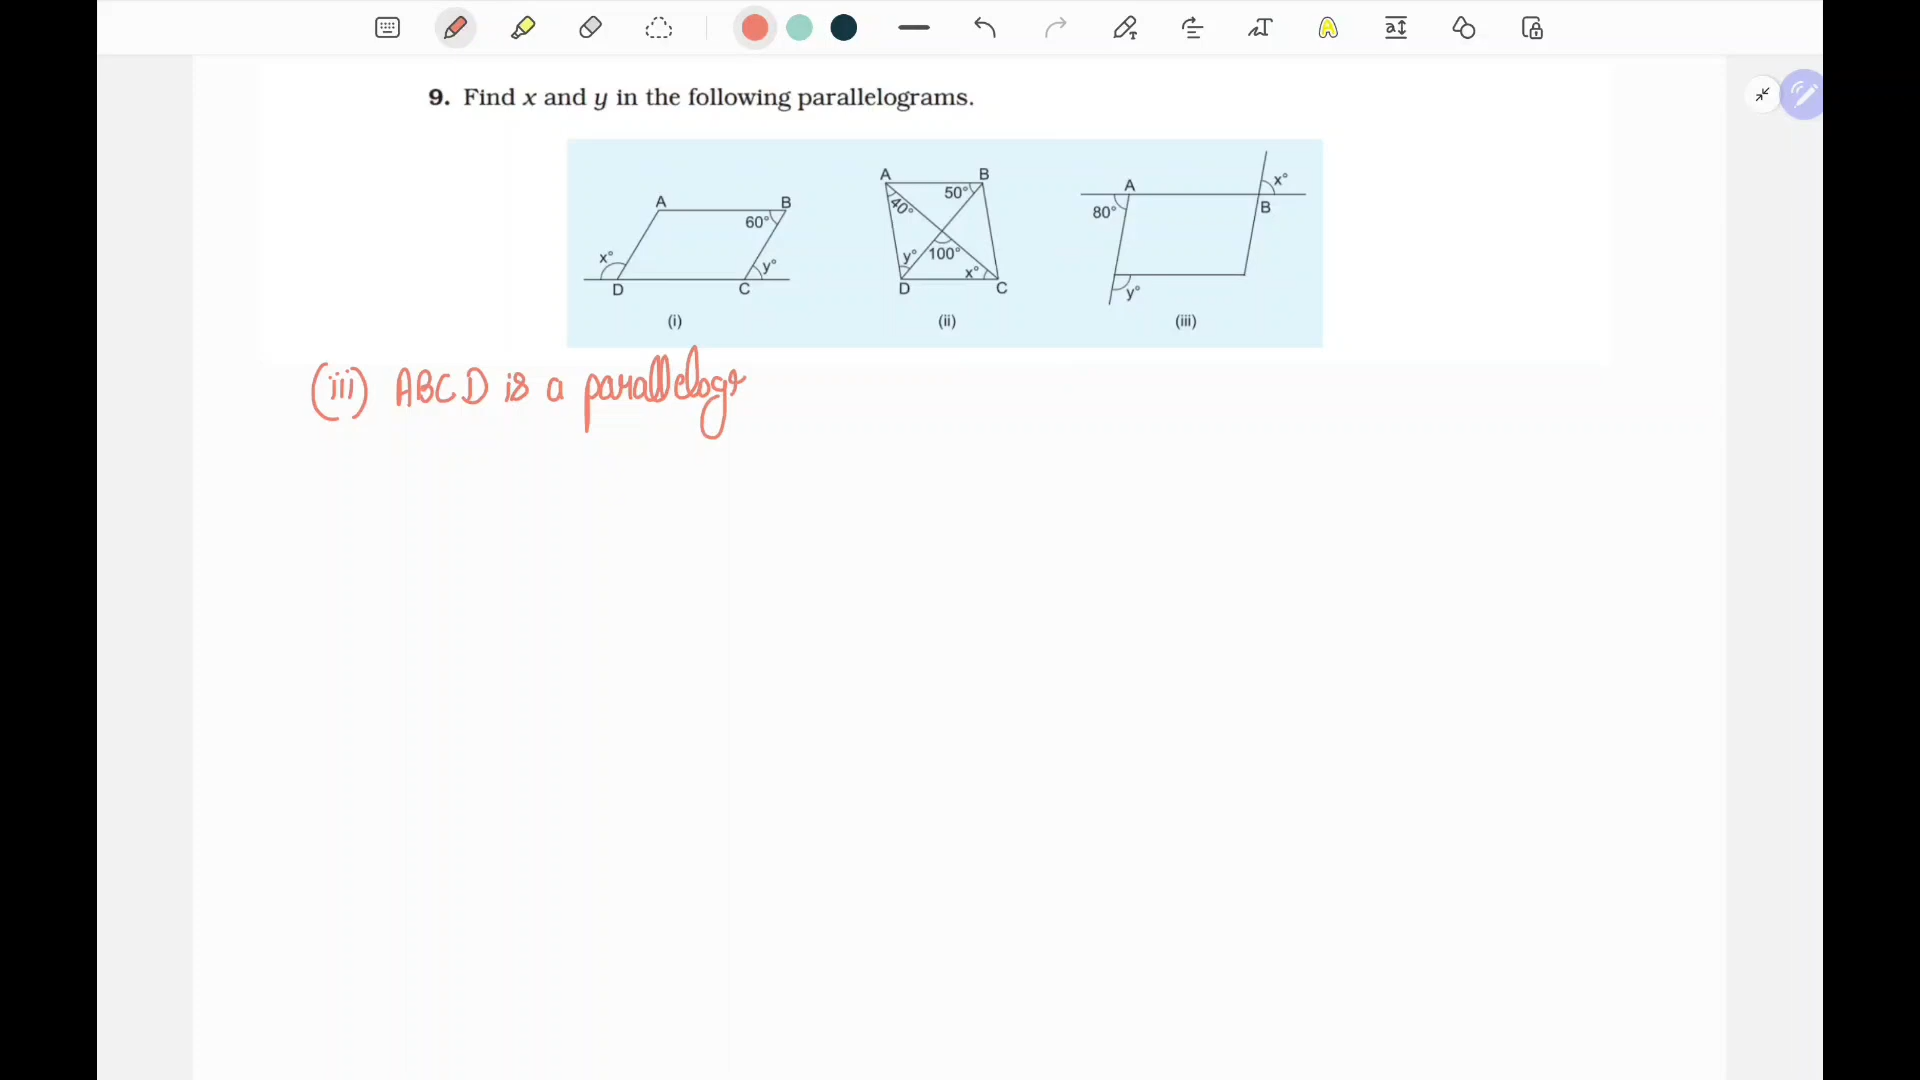 9. Find x and y in the following parallelograms.
A B 60° x° y° D C (i)
A B 50° 40° y° 100° x° D C (ii)
A x° B 80° y° (iii)
(iii) ABCD is a parallelogr